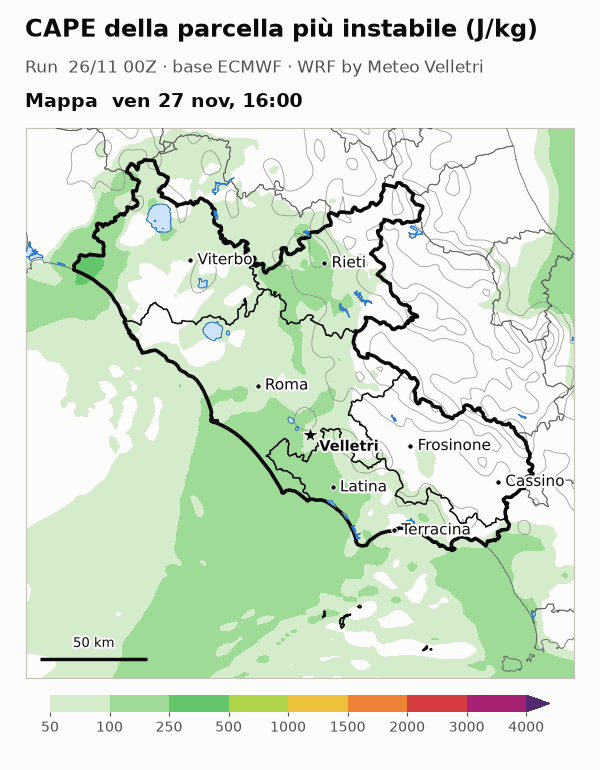 CAPE della parcella più instabile (J/kg)
Run  26/11 00Z · base ECMWF · WRF by Meteo Velletri
Mappa  ven 27 nov, 16:00
Viterbo
Rieti
Roma
Velletri
Frosinone
Latina
Cassino
Terracina
50 km
50 100 250 500 1000 1500 2000 3000 4000